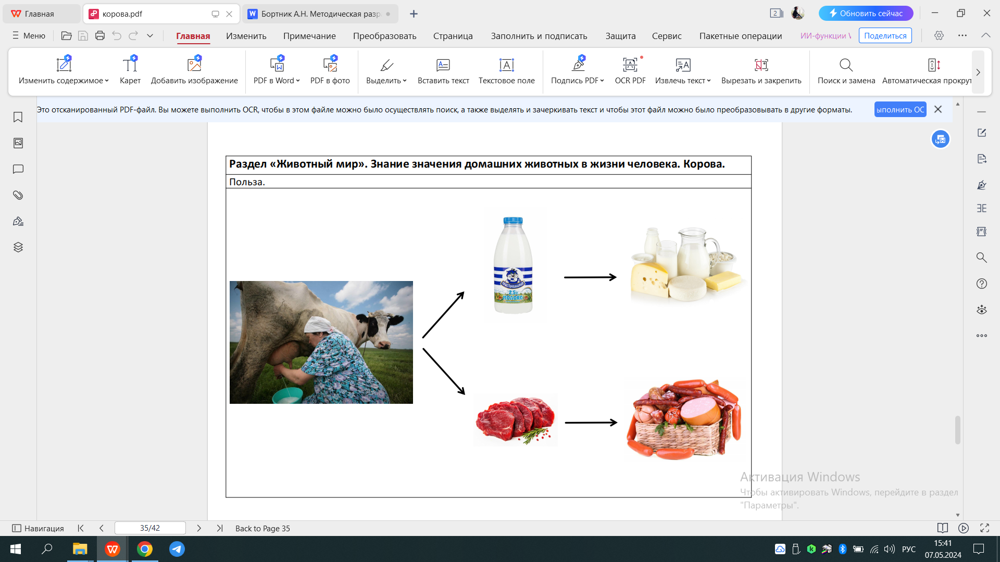 Главная
корова.pdf
Бортник А.Н. Методическая разр
2
Обновить сейчас
Меню
Главная
Изменить
Примечание
Преобразовать
Страница
Заполнить и подписать
Защита
Сервис
Пакетные операции
ИИ-функции
Поделиться
Изменить содержимое
Карет
Добавить изображение
PDF в Word
PDF в фото
Выделить
Вставить текст
Текстовое поле
Подпись PDF
OCR PDF
Извлечь текст
Вырезать и закрепить
Поиск и замена
Автоматическая прокрут
Это отсканированный PDF-файл. Вы можете выполнить OCR, чтобы в этом файле можно было осуществлять поиск, а также выделять и зачеркивать текст и чтобы этот файл можно было преобразовывать в другие форматы.
ыполнить ОС
Раздел «Животный мир». Знание значения домашних животных в жизни человека. Корова.
Польза.
ПРОСТОКВАШИНО
2.5%
МОЛОКО
Активация Windows
Чтобы активировать Windows, перейдите в раздел
"Параметры".
Навигация
35/42
Back to Page 35
РУС
15:41
07.05.2024